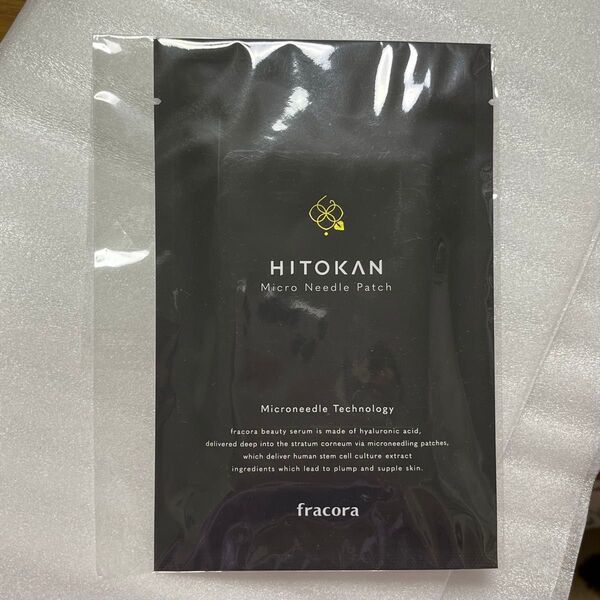 HITOKAN
Micro Needle Patch
Microneedle Technology
fracora beauty serum is made of hyaluronic acid,
delivered deep into the stratum corneum via microneedling patches,
which deliver human stem cell culture extract
ingredients which lead to plump and supple skin.
fracora